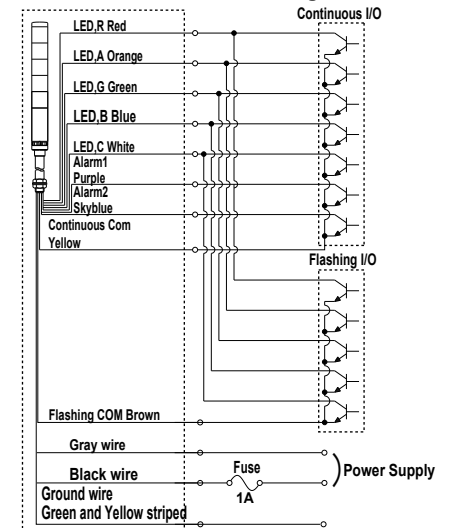 Continuous I/O
LED,R Red
LED,A Orange
LED,G Green
LED,B Blue
LED,C White
Alarm1
Purple
Alarm2
Skyblue
Continuous Com
Yellow
Flashing I/O
Flashing COM Brown
Gray wire
Black wire
Fuse
1A
Power Supply
Ground wire
Green and Yellow striped